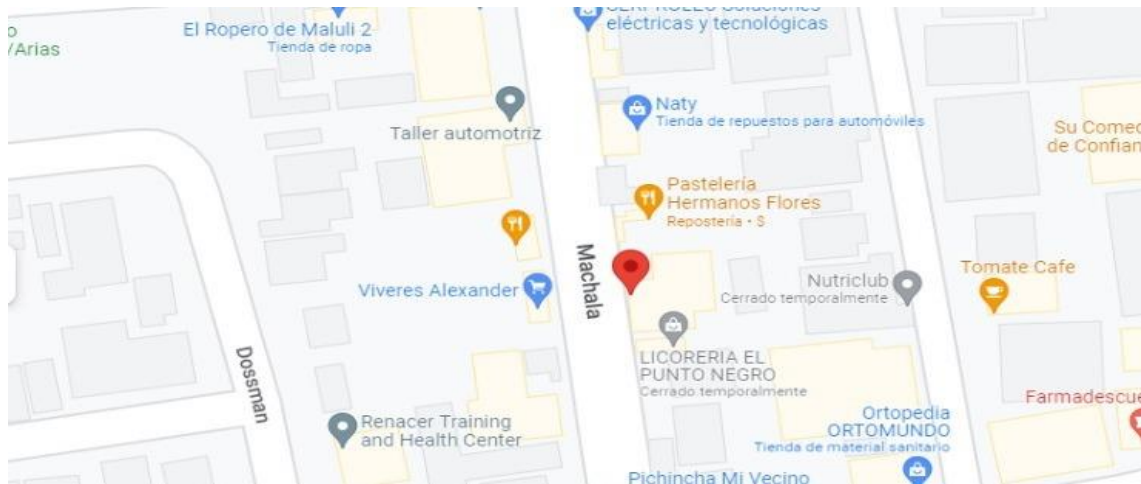 eléctricas y tecnológicas
El Ropero de Maluli 2
Tienda de ropa
/Arias
Naty
Tienda de repuestos para automóviles
Taller automotriz
Su Comed
de Confian
Pastelería
Hermanos Flores
Repostería • $
Machala
Viveres Alexander
Nutriclub
Cerrado temporalmente
Tomate Cafe
LICORERIA EL
PUNTO NEGRO
Cerrado temporalmente
Dossman
Renacer Training
and Health Center
Farmadescue
Ortopedia
ORTOMUNDO
Tienda de material sanitario
Pichincha Mi Vecino